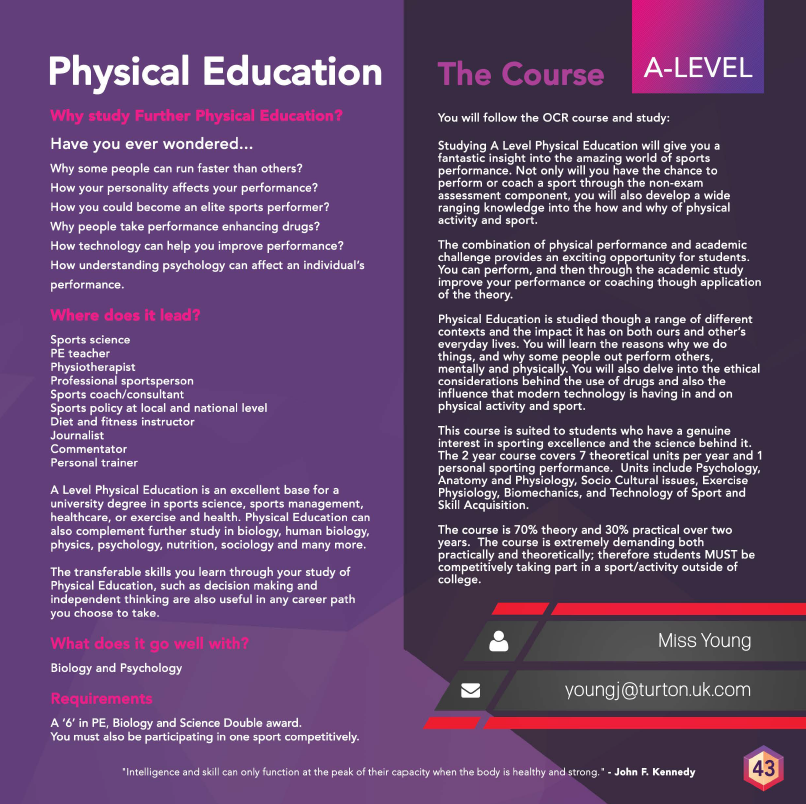 Physical Education
Why study Further Physical Education?
Have you ever wondered...
Why some people can run faster than others?
How your personality affects your performance?
How you could become an elite sports performer?
Why people take performance enhancing drugs?
How technology can help you improve performance?
How understanding psychology can affect an individual's
performance.
Where does it lead?
Sports science
PE teacher
Physiotherapist
Professional sportsperson
Sports coach/consultant
Sports policy at local and national level
Diet and fitness instructor
Journalist
Commentator
Personal trainer
A Level Physical Education is an excellent base for a
university degree in sports science, sports management,
healthcare, or exercise and health. Physical Education can
also complement further study in biology, human biology,
physics, psychology, nutrition, sociology and many more.
The transferable skills you learn through your study of
Physical Education, such as decision making and
independent thinking are also useful in any career path
you choose to take.
What does it go well with?
Biology and Psychology
Requirements
A '6' in PE, Biology and Science Double award.
You must also be participating in one sport competitively.
The Course
A-LEVEL
You will follow the OCR course and study:
Studying A Level Physical Education will give you a
fantastic insight into the amazing world of sports
performance. Not only will you have the chance to
perform or coach a sport through the non-exam
assessment component, you will also develop a wide
ranging knowledge into the how and why of physical
activity and sport.
The combination of physical performance and academic
challenge provides an exciting opportunity for students.
You can perform, and then through the academic study
improve your performance or coaching though application
of the theory.
Physical Education is studied though a range of different
contexts and the impact it has on both ours and other's
everyday lives. You will learn the reasons why we do
things, and why some people out perform others,
mentally and physically. You will also delve into the ethical
considerations behind the use of drugs and also the
influence that modern technology is having in and on
physical activity and sport.
This course is suited to students who have a genuine
interest in sporting excellence and the science behind it.
The 2 year course covers 7 theoretical units per year and 1
personal sporting performance. Units include Psychology,
Anatomy and Physiology, Socio Cultural issues, Exercise
Physiology, Biomechanics, and Technology of Sport and
Skill Acquisition.
The course is 70% theory and 30% practical over two
years. The course is extremely demanding both
practically and theoretically; therefore students MUST be
competitively taking part in a sport/activity outside of
college.
Miss Young
youngj@turton.uk.com
"Intelligence and skill can only function at the peak of their capacity when the body is healthy and strong." - John F. Kennedy
43